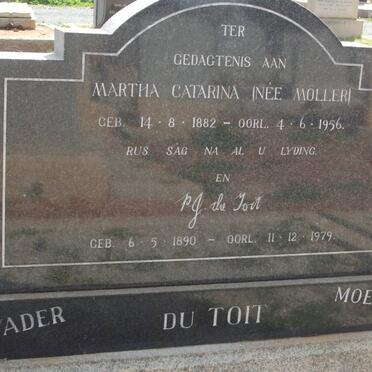 TER
GEDAGTENIS AAN
MARTHA CATARINA (NÉE MOLLER)
GEB. 14-8-1882 – OORL. 4-6-1956.
RUS SAG NA AL U LYDING.
EN
P.J. du Toit
GEB. 6-5-1890 – OORL. 11-12-1979.
VADER DU TOIT MOE